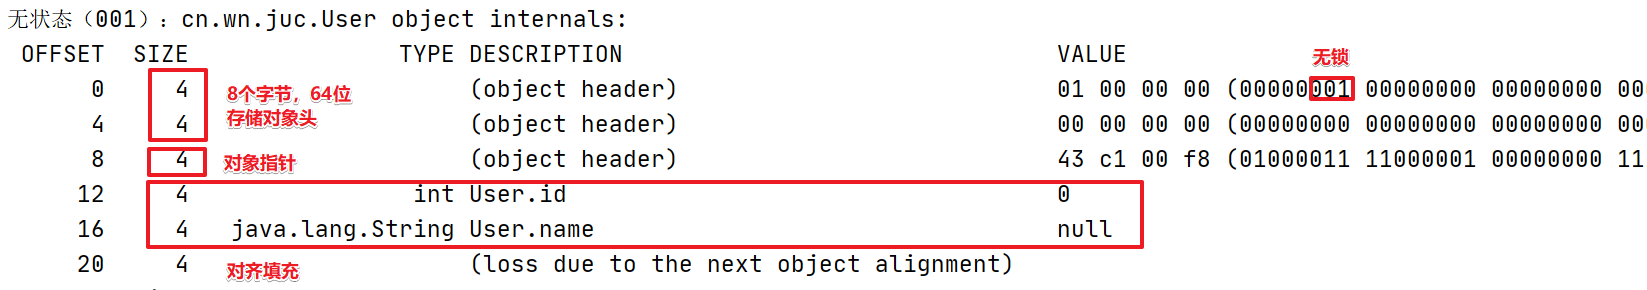 无状态（001）：cn.wn.juc.User object internals:
OFFSET SIZE TYPE DESCRIPTION VALUE
无锁
0 4 (object header) 01 00 00 00 (00000001 00000000 00000000 00
8个字节，64位
存储对象头
4 4 (object header) 00 00 00 00 (00000000 00000000 00000000 00
8 4 对象指针 (object header) 43 c1 00 f8 (01000011 11000001 00000000 11
12 4 int User.id 0
16 4 java.lang.String User.name null
20 4 对齐填充 (loss due to the next object alignment)